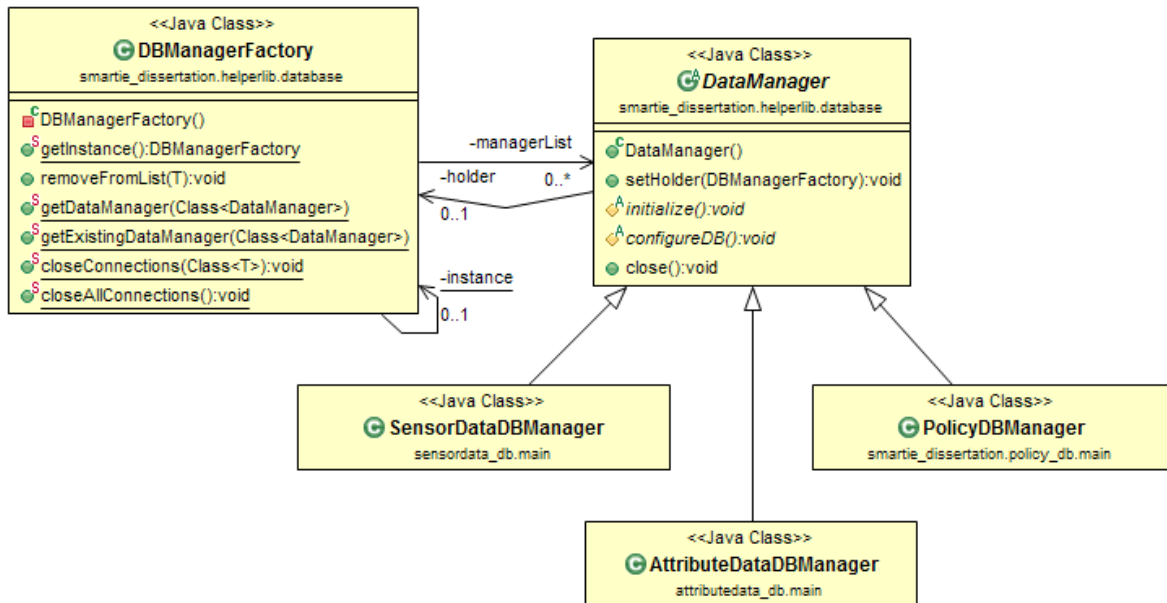 <<Java Class>>
DBManagerFactory
smartie_dissertation.helperlib.database
DBManagerFactory()
getInstance():DBManagerFactory
removeFromList(T):void
getDataManager(Class<DataManager>)
getExistingDataManager(Class<DataManager>)
closeConnections(Class<T>):void
closeAllConnections():void
-managerList
0..*
-holder
0..1
-instance
0..1
<<Java Class>>
DataManager
smartie_dissertation.helperlib.database
DataManager()
setHolder(DBManagerFactory):void
initialize():void
configureDB():void
close():void
<<Java Class>>
SensorDataDBManager
sensordata_db.main
<<Java Class>>
PolicyDBManager
smartie_dissertation.policy_db.main
<<Java Class>>
AttributeDataDBManager
attributedata_db.main